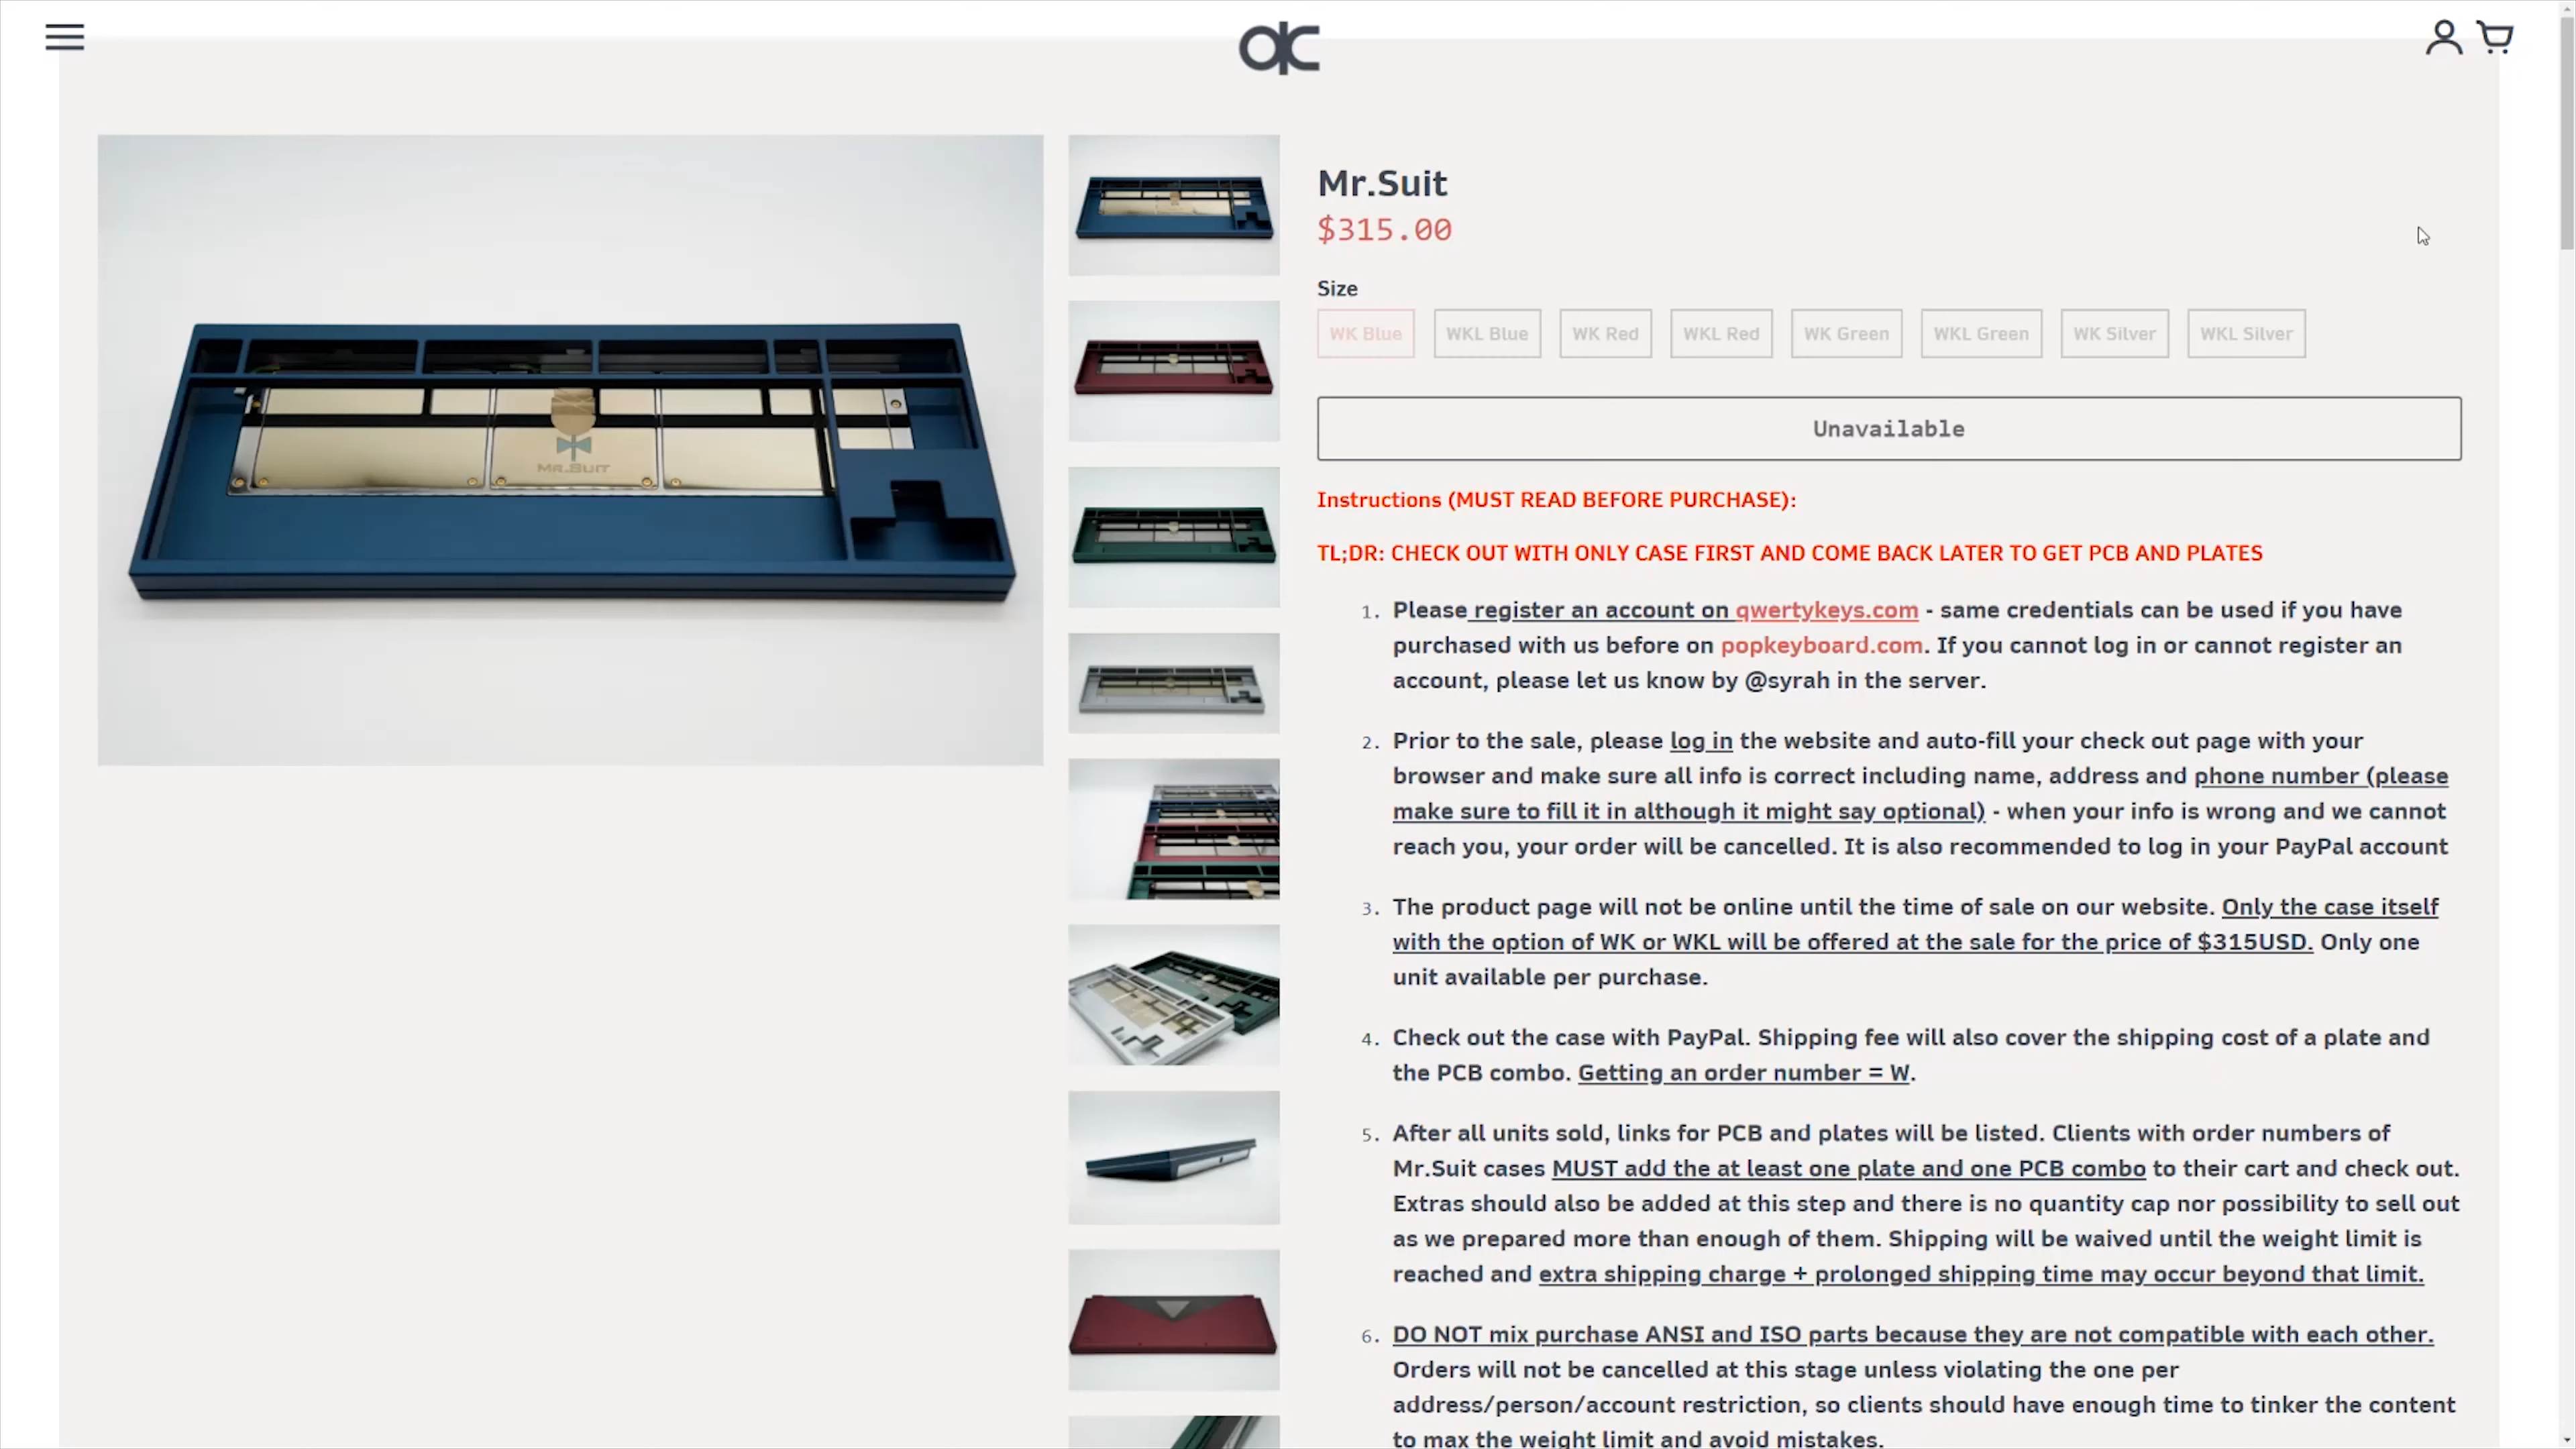 Mr.Suit
$315.00
Size
WK Blue WKL Blue WK Red WKL Red WK Green WKL Green WK Silver WKL Silver
Unavailable
Instructions (MUST READ BEFORE PURCHASE):
TL;DR: CHECK OUT WITH ONLY CASE FIRST AND COME BACK LATER TO GET PCB AND PLATES
1. Please register an account on qwertykeys.com - same credentials can be used if you have
purchased with us before on popkeyboard.com. If you cannot log in or cannot register an
account, please let us know by @syrah in the server.
2. Prior to the sale, please log in the website and auto-fill your check out page with your
browser and make sure all info is correct including name, address and phone number (please
make sure to fill it in although it might say optional) - when your info is wrong and we cannot
reach you, your order will be cancelled. It is also recommended to log in your PayPal account
3. The product page will not be online until the time of sale on our website. Only the case itself
with the option of WK or WKL will be offered at the sale for the price of $315USD. Only one
unit available per purchase.
4. Check out the case with PayPal. Shipping fee will also cover the shipping cost of a plate and
the PCB combo. Getting an order number = W.
5. After all units sold, links for PCB and plates will be listed. Clients with order numbers of
Mr.Suit cases MUST add the at least one plate and one PCB combo to their cart and check out.
Extras should also be added at this step and there is no quantity cap nor possibility to sell out
as we prepared more than enough of them. Shipping will be waived until the weight limit is
reached and extra shipping charge + prolonged shipping time may occur beyond that limit.
6. DO NOT mix purchase ANSI and ISO parts because they are not compatible with each other.
Orders will not be cancelled at this stage unless violating the one per
address/person/account restriction, so clients should have enough time to tinker the content
to max the weight limit and avoid mistakes.
MR.SUIT